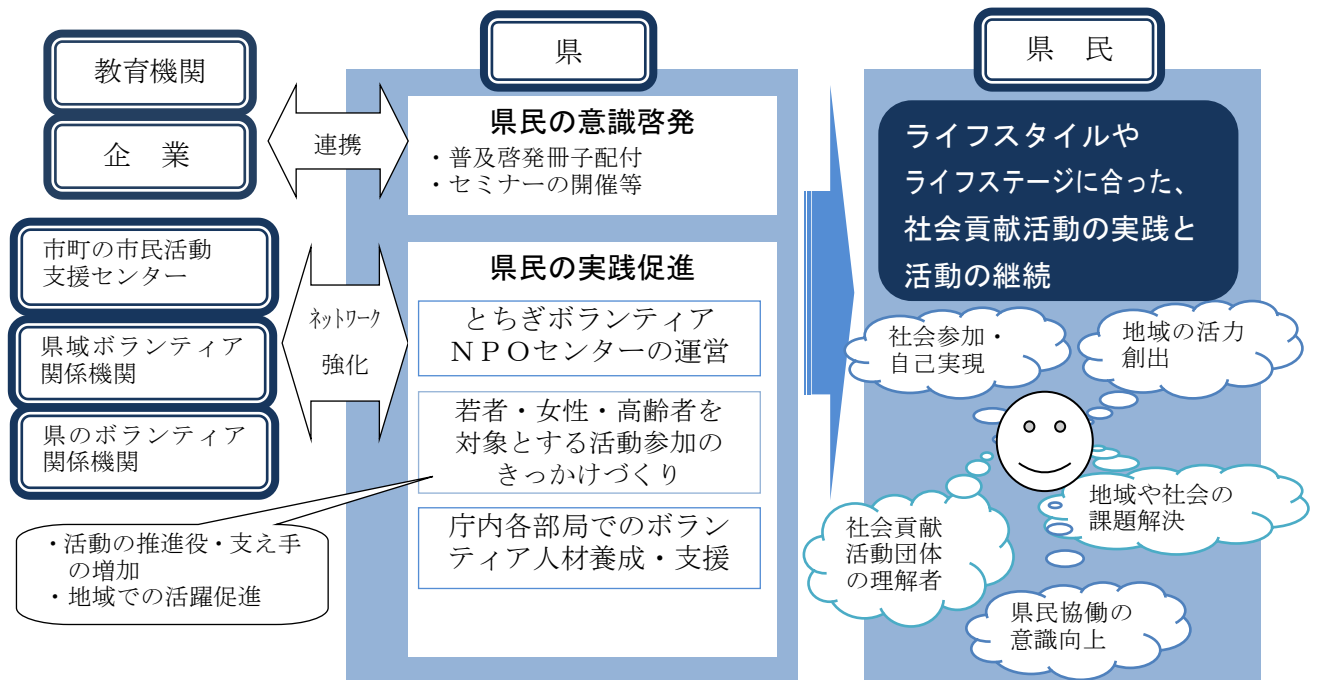 教育機関
企　業
市町の市民活動
支援センター
県域ボランティア
関係機関
県のボランティア
関係機関
・活動の推進役・支え手
の増加
・地域での活躍促進
連携
ネットワーク
強化
県
県民の意識啓発
・普及啓発冊子配付
・セミナーの開催等
県民の実践促進
とちぎボランティア
ＮＰＯセンターの運営
若者・女性・高齢者を
対象とする活動参加の
きっかけづくり
庁内各部局でのボラン
ティア人材養成・支援
県　民
ライフスタイルや
ライフステージに合った、
社会貢献活動の実践と
活動の継続
社会参加・
自己実現
地域の活力
創出
地域や社会の
課題解決
社会貢献
活動団体
の理解者
県民協働の
意識向上